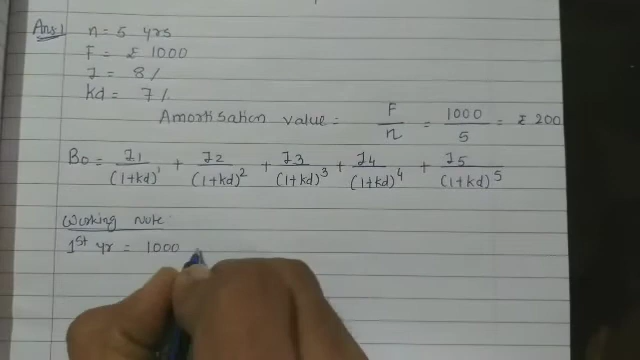 Ans:1 n = 5 yrs
F = ₹ 1000
I = 8 %
kd = 7 %
Amortisation value = F/n = 1000/5 = ₹ 200
B0 = I1/(1+kd)^1 + I2/(1+kd)^2 + I3/(1+kd)^3 + I4/(1+kd)^4 + I5/(1+kd)^5
Working note:
1st yr = 1000